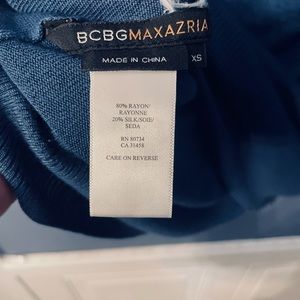 BCBGMAXAZRIA
MADE IN CHINA
XS
80% RAYON/
RAYONNE
20% SILK/SOIE/
SEDA
RN 80734
CA 31458
CARE ON REVERSE